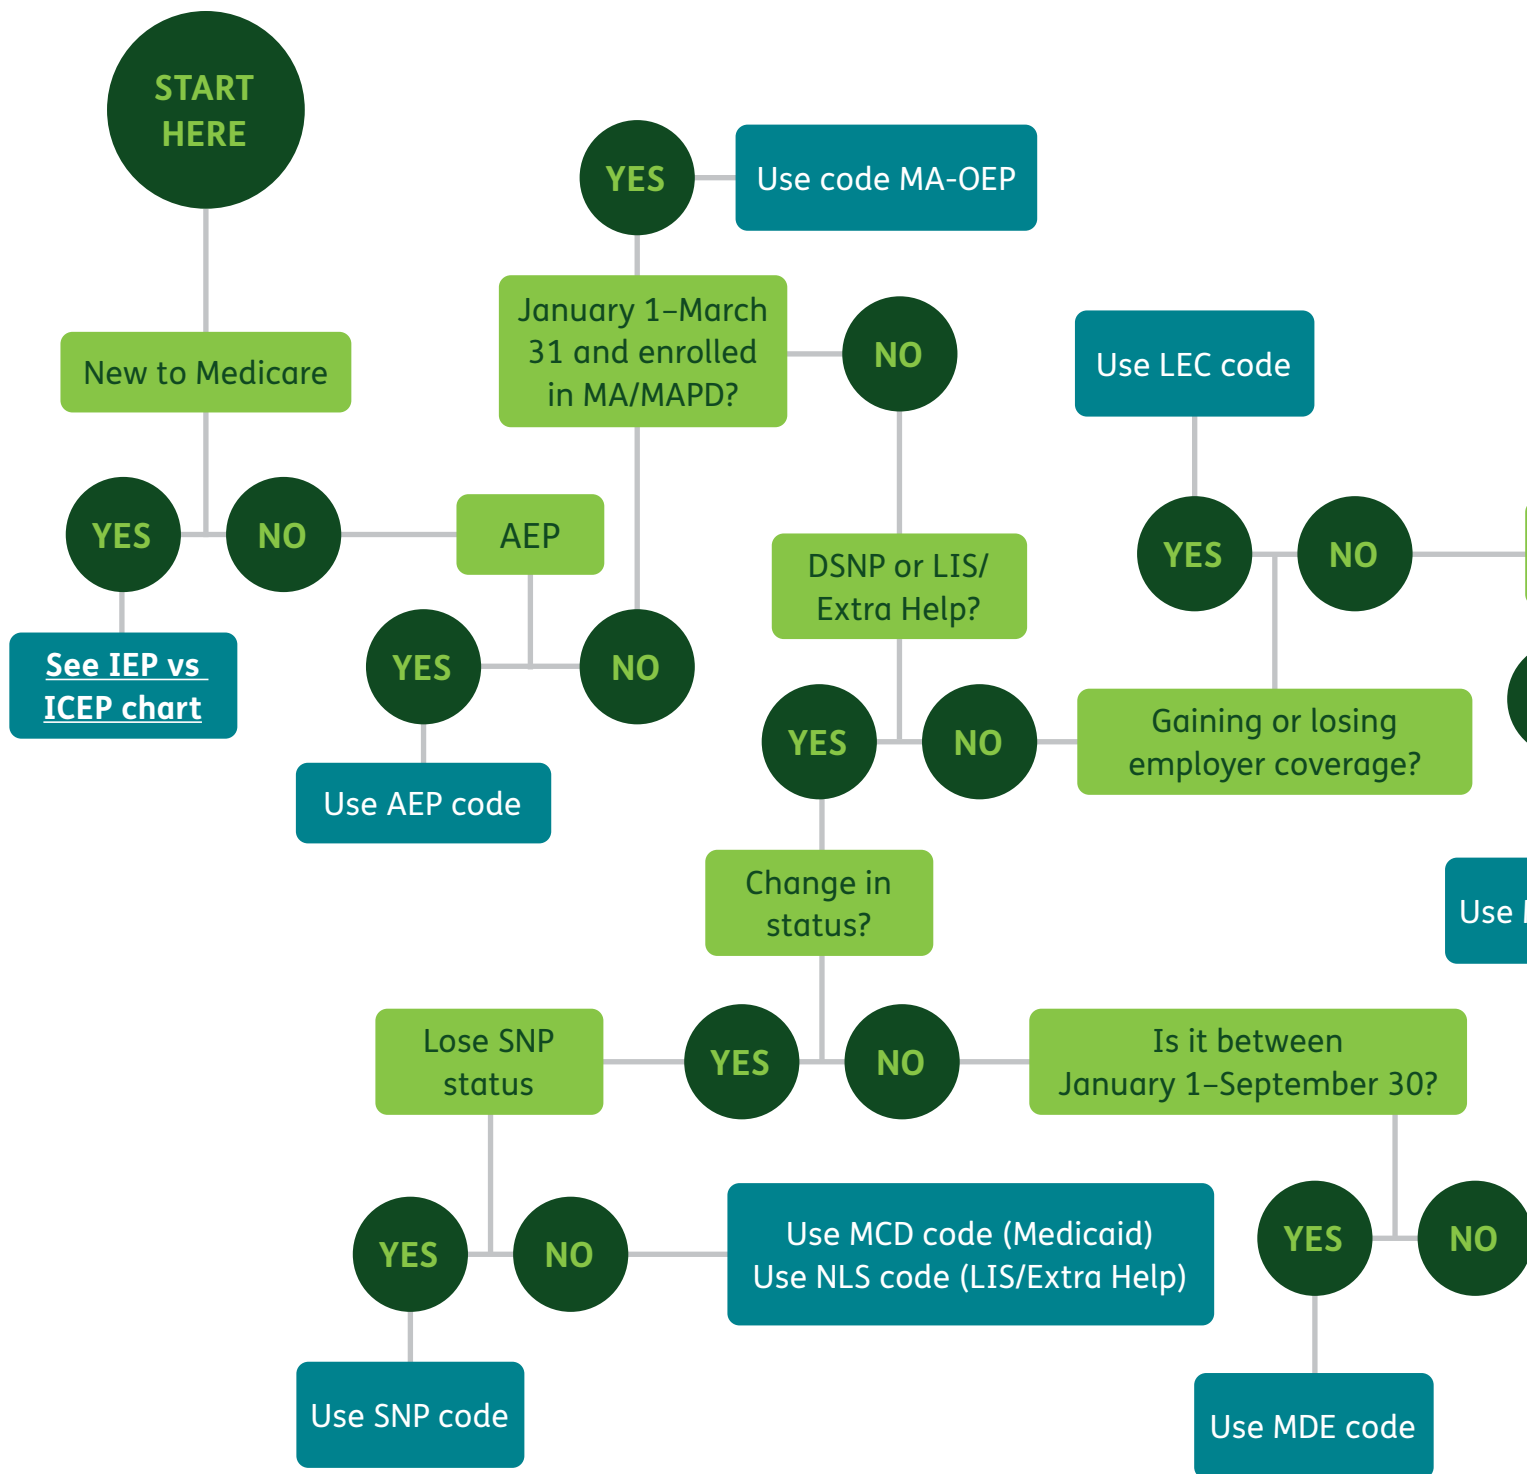 START
HERE
New to Medicare
YES
NO
See IEP vs
ICEP chart
AEP
YES
NO
Use AEP code
January 1–March
31 and enrolled
in MA/MAPD?
YES
Use code MA-OEP
NO
DSNP or LIS/
Extra Help?
YES
NO
Gaining or losing
employer coverage?
YES
NO
Use LEC code
Use
Change in
status?
YES
NO
Lose SNP
status
YES
NO
Use SNP code
Use MCD code (Medicaid)
Use NLS code (LIS/Extra Help)
Is it between
January 1–September 30?
YES
NO
Use MDE code